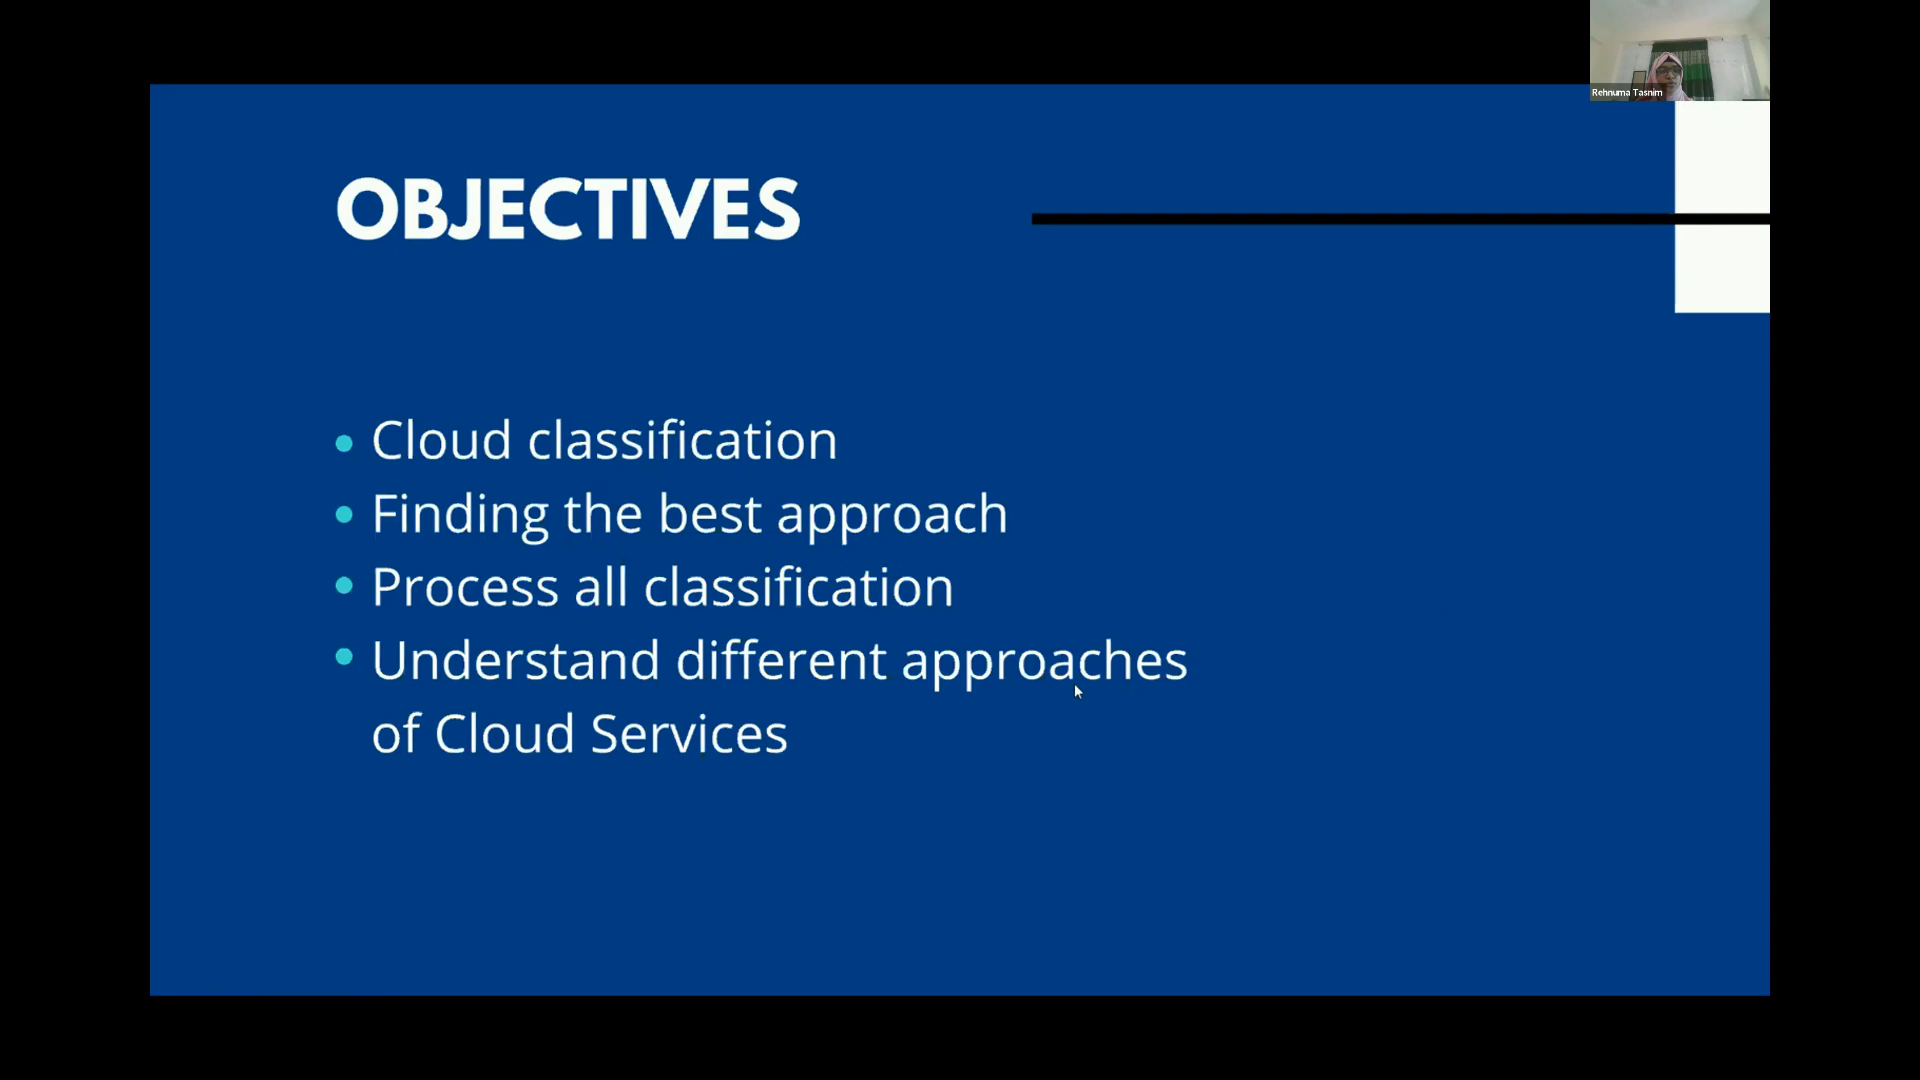 Rehnuma Tasnim
OBJECTIVES
Cloud classification
Finding the best approach
Process all classification
Understand different approaches
of Cloud Services